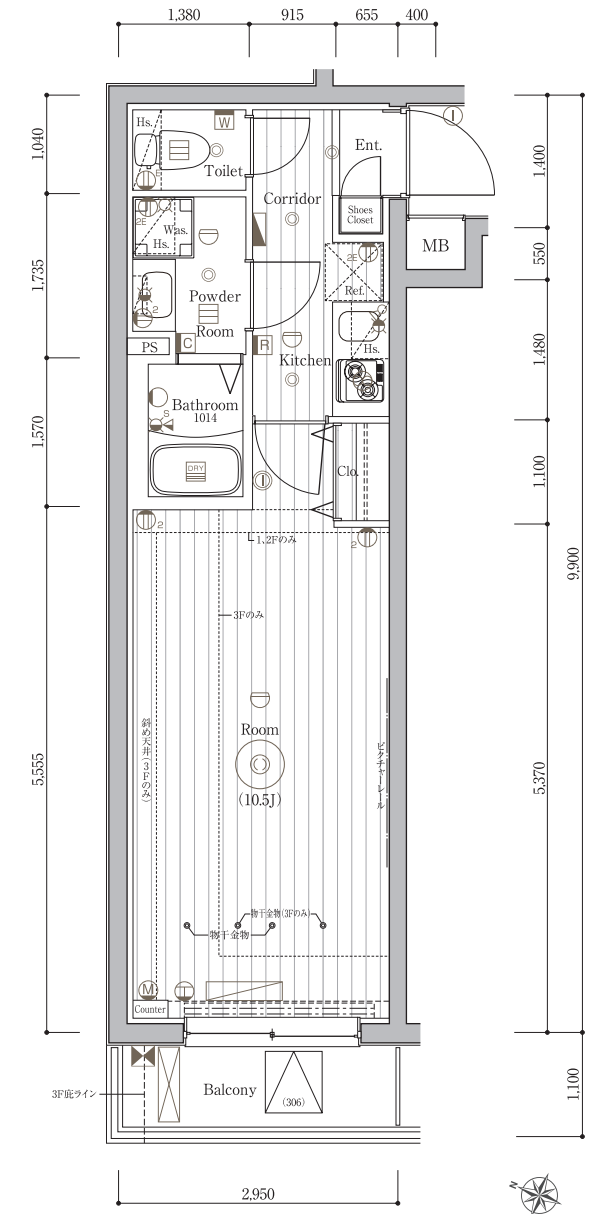 1,380
915
655
400
1,040
1,735
1,570
5,555
1,400
550
1,480
1,100
5,370
9,900
1,100
Hs.
W
Toilet
E
Ent.
I
Corridor
Shoes
Closet
MB
2E
Was.
Hs.
2E
Ref.
Powder
Room
2
2
PS
C
R
Kitchen
Hs.
Bathroom
1014
S
DRY
I
Clo.
2
2
1、2Fのみ
3Fのみ
斜め天井(3Fのみ)
Room
(10.5J)
ピクチャーレール
物干金物(3Fのみ)
物干金物
M
T
Counter
3F庇ライン
Balcony
(306)
2,950
N